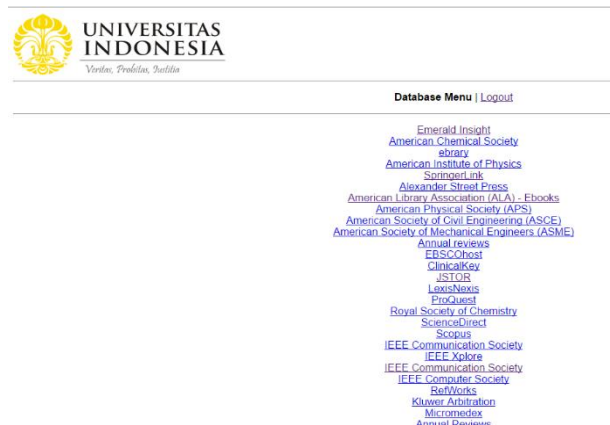 UNIVERSITAS
INDONESIA
Veritas, Probitas, Justitia
Database Menu | Logout
Emerald Insight
American Chemical Society
ebrary
American Institute of Physics
SpringerLink
Alexander Street Press
American Library Association (ALA) - Ebooks
American Physical Society (APS)
American Society of Civil Engineering (ASCE)
American Society of Mechanical Engineers (ASME)
Annual reviews
EBSCOhost
ClinicalKey
JSTOR
LexisNexis
ProQuest
Royal Society of Chemistry
ScienceDirect
Scopus
IEEE Communication Society
IEEE Xplore
IEEE Communication Society
IEEE Computer Society
RefWorks
Kluwer Arbitration
Micromedex
Annual Reviews